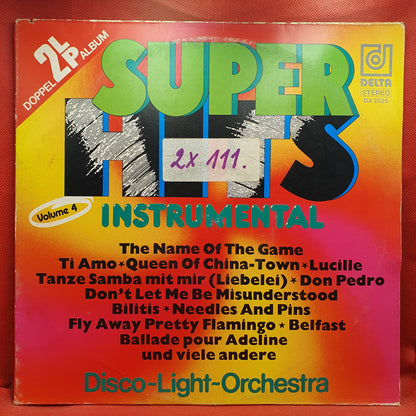 2 LP
DOPPEL ALBUM
SUPER
HITS
DELTA
STEREO
DA 2025
2x 111.
Volume 4
INSTRUMENTAL
The Name Of The Game
Ti Amo★Queen Of China-Town★Lucille
Tanze Samba mit mir (Liebelei)★Don Pedro
Don't Let Me Be Misunderstood
Bilitis★Needles And Pins
Fly Away Pretty Flamingo★Belfast
Ballade pour Adeline
und viele andere
Disco~Light~Orchestra